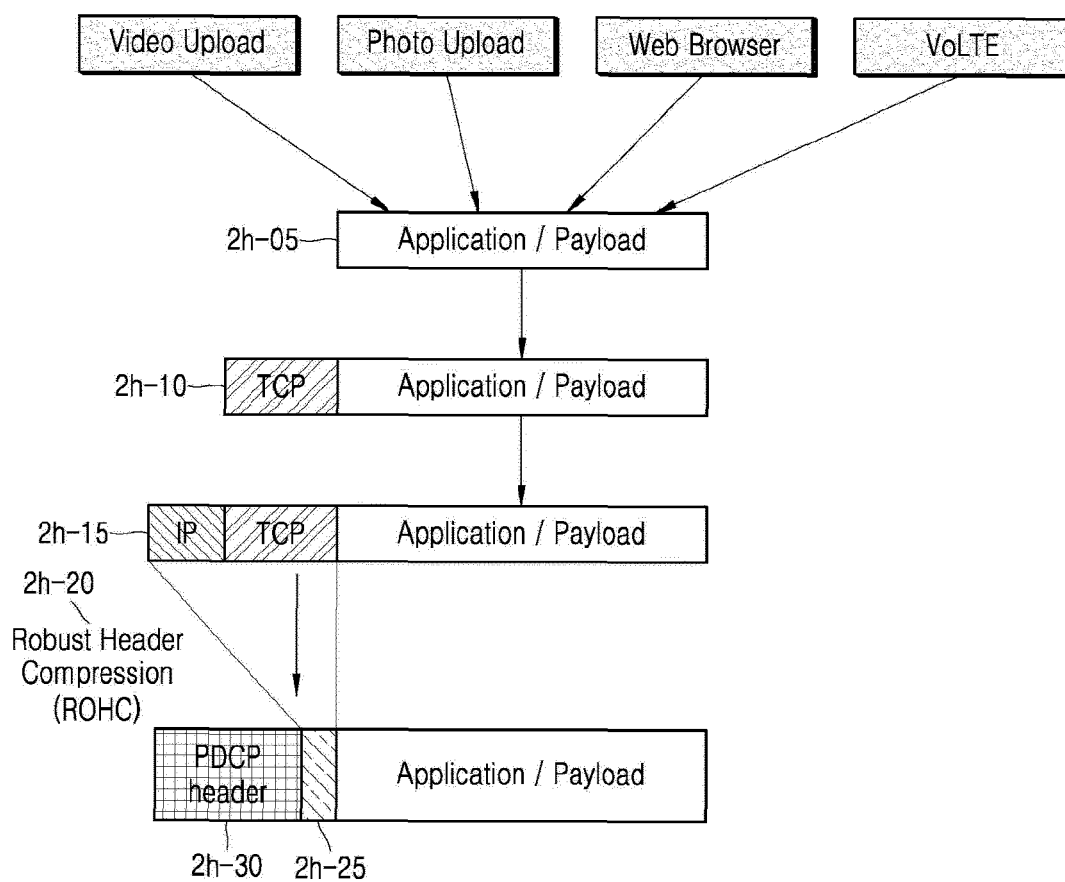 Video Upload
Photo Upload
Web Browser
VoLTE
2h-05
Application / Payload
2h-10
TCP
Application / Payload
2h-15
IP
TCP
Application / Payload
2h-20
Robust Header
Compression
(ROHC)
PDCP
header
Application / Payload
2h-30
2h-25